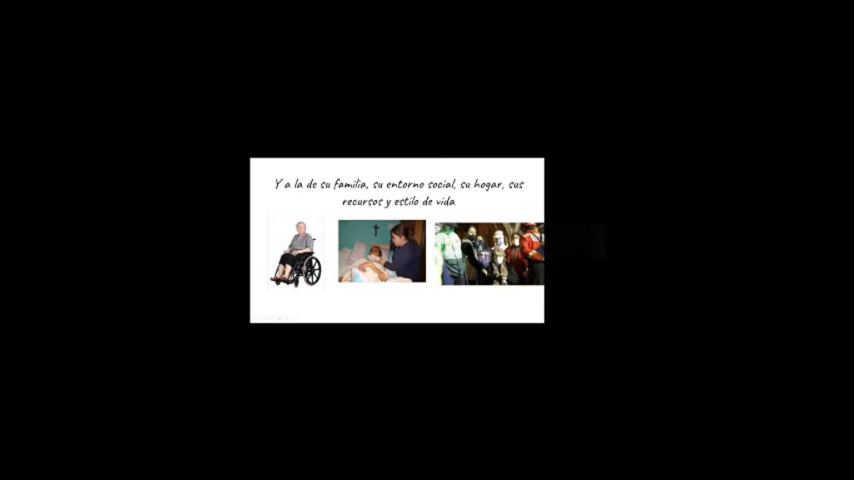 Y a la de su familia, su entorno social, su hogar, sus
recursos y estilo de vida